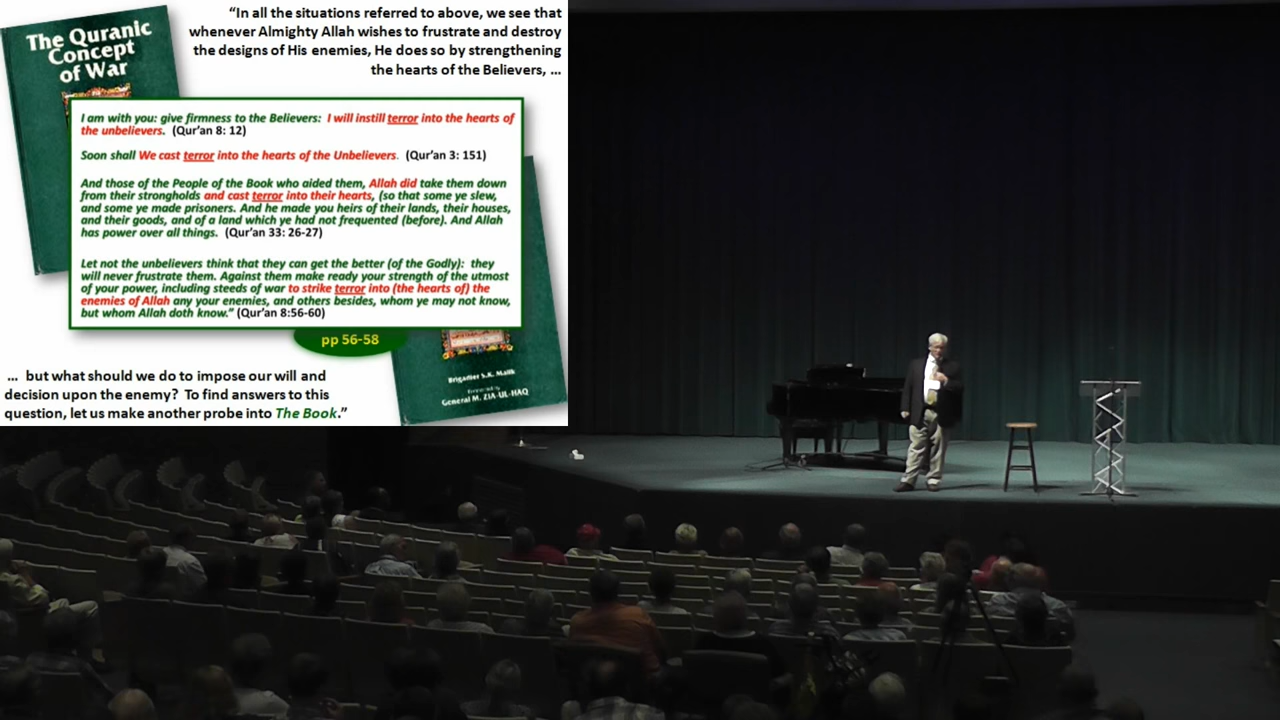 The Quranic
Concept
of War
“In all the situations referred to above, we see that
whenever Almighty Allah wishes to frustrate and destroy
the designs of His enemies, He does so by strengthening
the hearts of the Believers, ...
I am with you: give firmness to the Believers: I will instill terror into the hearts of
the unbelievers. (Qur’an 8: 12)
Soon shall We cast terror into the hearts of the Unbelievers. (Qur’an 3: 151)
And those of the People of the Book who aided them, Allah did take them down
from their strongholds and cast terror into their hearts, (so that some ye slew,
and some ye made prisoners. And he made you heirs of their lands, their houses,
and their goods, and of a land which ye had not frequented (before). And Allah
has power over all things. (Qur’an 33: 26-27)
Let not the unbelievers think that they can get the better (of the Godly): they
will never frustrate them. Against them make ready your strength of the utmost
of your power, including steeds of war to strike terror into (the hearts of) the
enemies of Allah any your enemies, and others besides, whom ye may not know,
but whom Allah doth know.” (Qur’an 8:56-60)
pp 56-58
Brigadier S.K. Malik
Foreword by
General M. ZIA-UL-HAQ
... but what should we do to impose our will and
decision upon the enemy? To find answers to this
question, let us make another probe into The Book.”